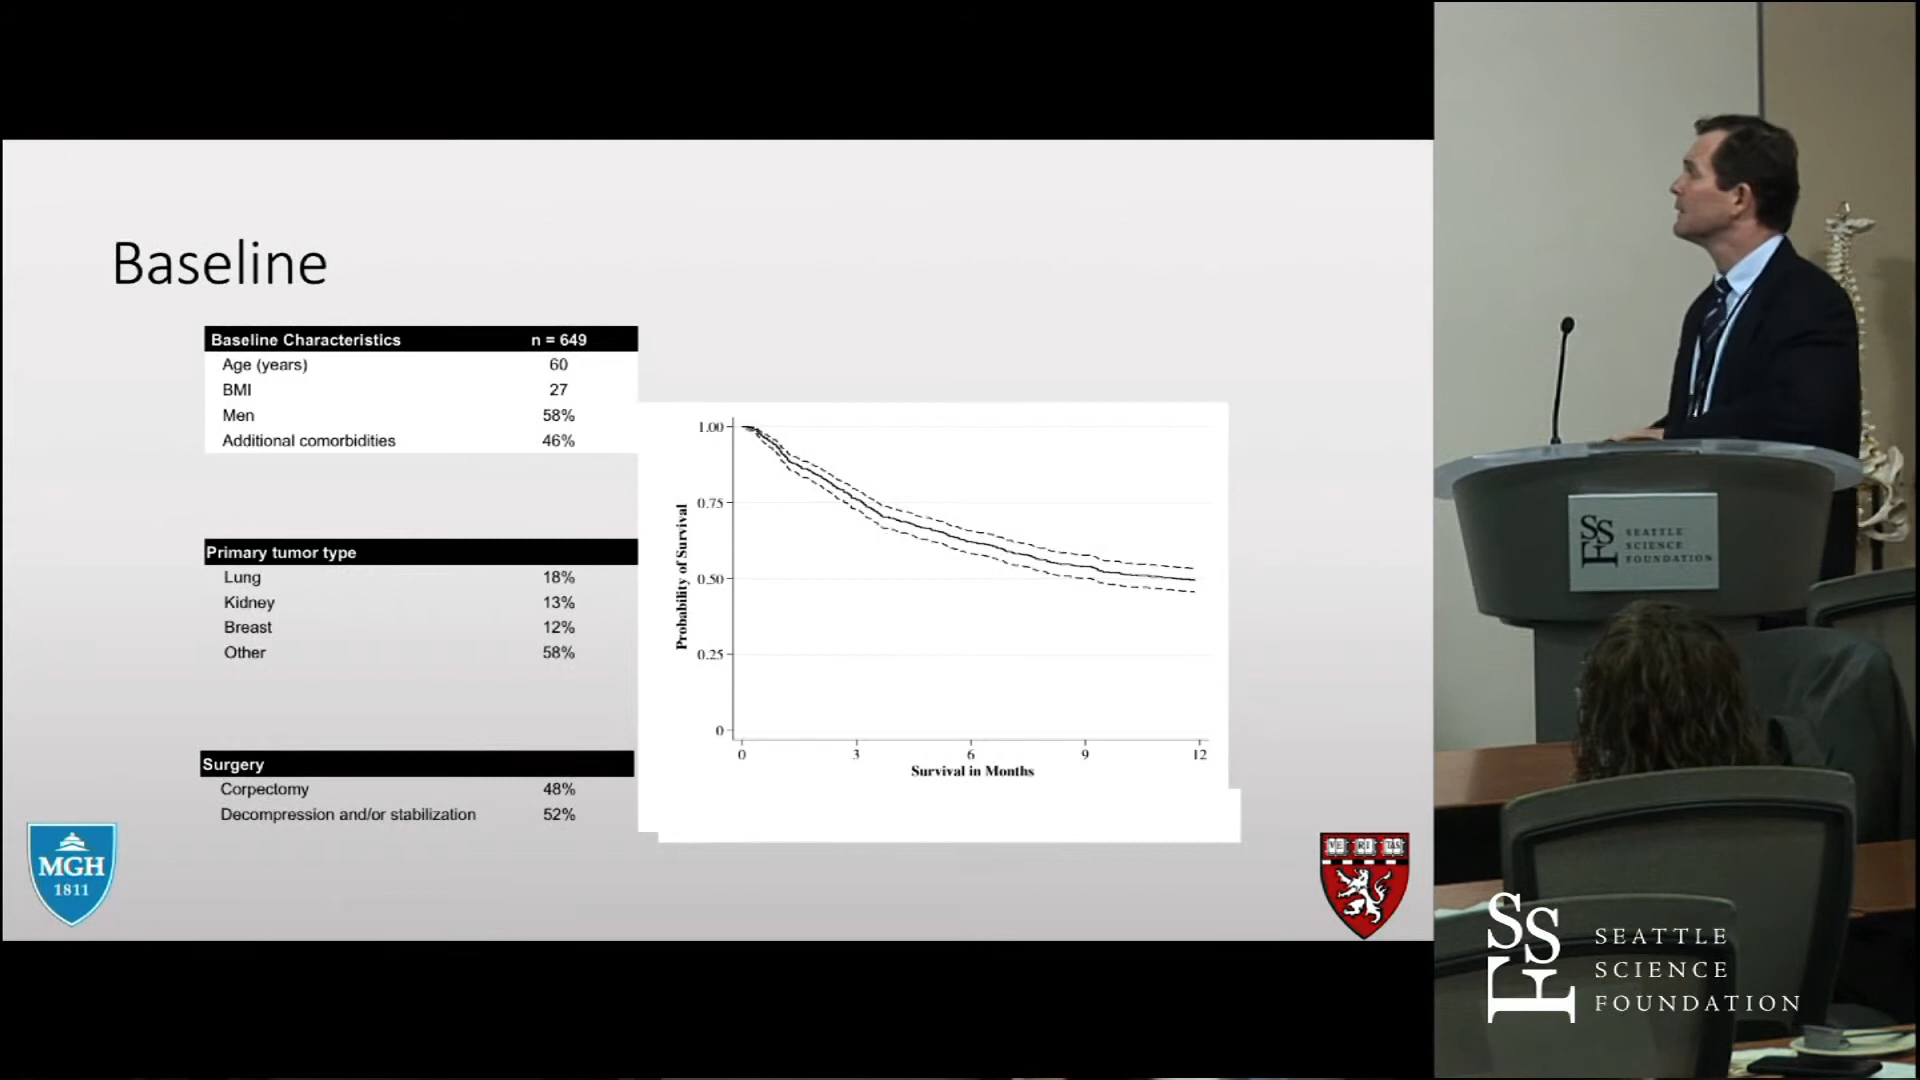 Baseline
Baseline Characteristics n = 649
Age (years) 60
BMI 27
Men 58%
Additional comorbidities 46%
Primary tumor type
Lung 18%
Kidney 13%
Breast 12%
Other 58%
Surgery
Corpectomy 48%
Decompression and/or stabilization 52%
Probability of Survival
1.00
0.75
0.50
0.25
0
0 3 6 9 12
Survival in Months
MGH
1811
VE RI TAS
SSF
SEATTLE
SCIENCE
FOUNDATION
SSF
SEATTLE
SCIENCE
FOUNDATION